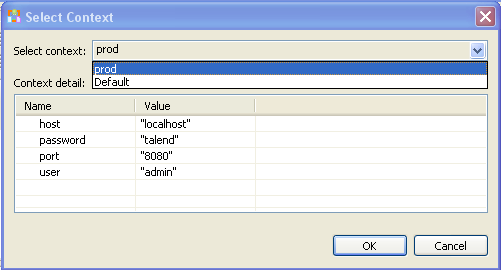 Select Context
Select context: prod
prod
Default
Context detail:
Name Value
host "localhost"
password "talend"
port "8080"
user "admin"
OK Cancel